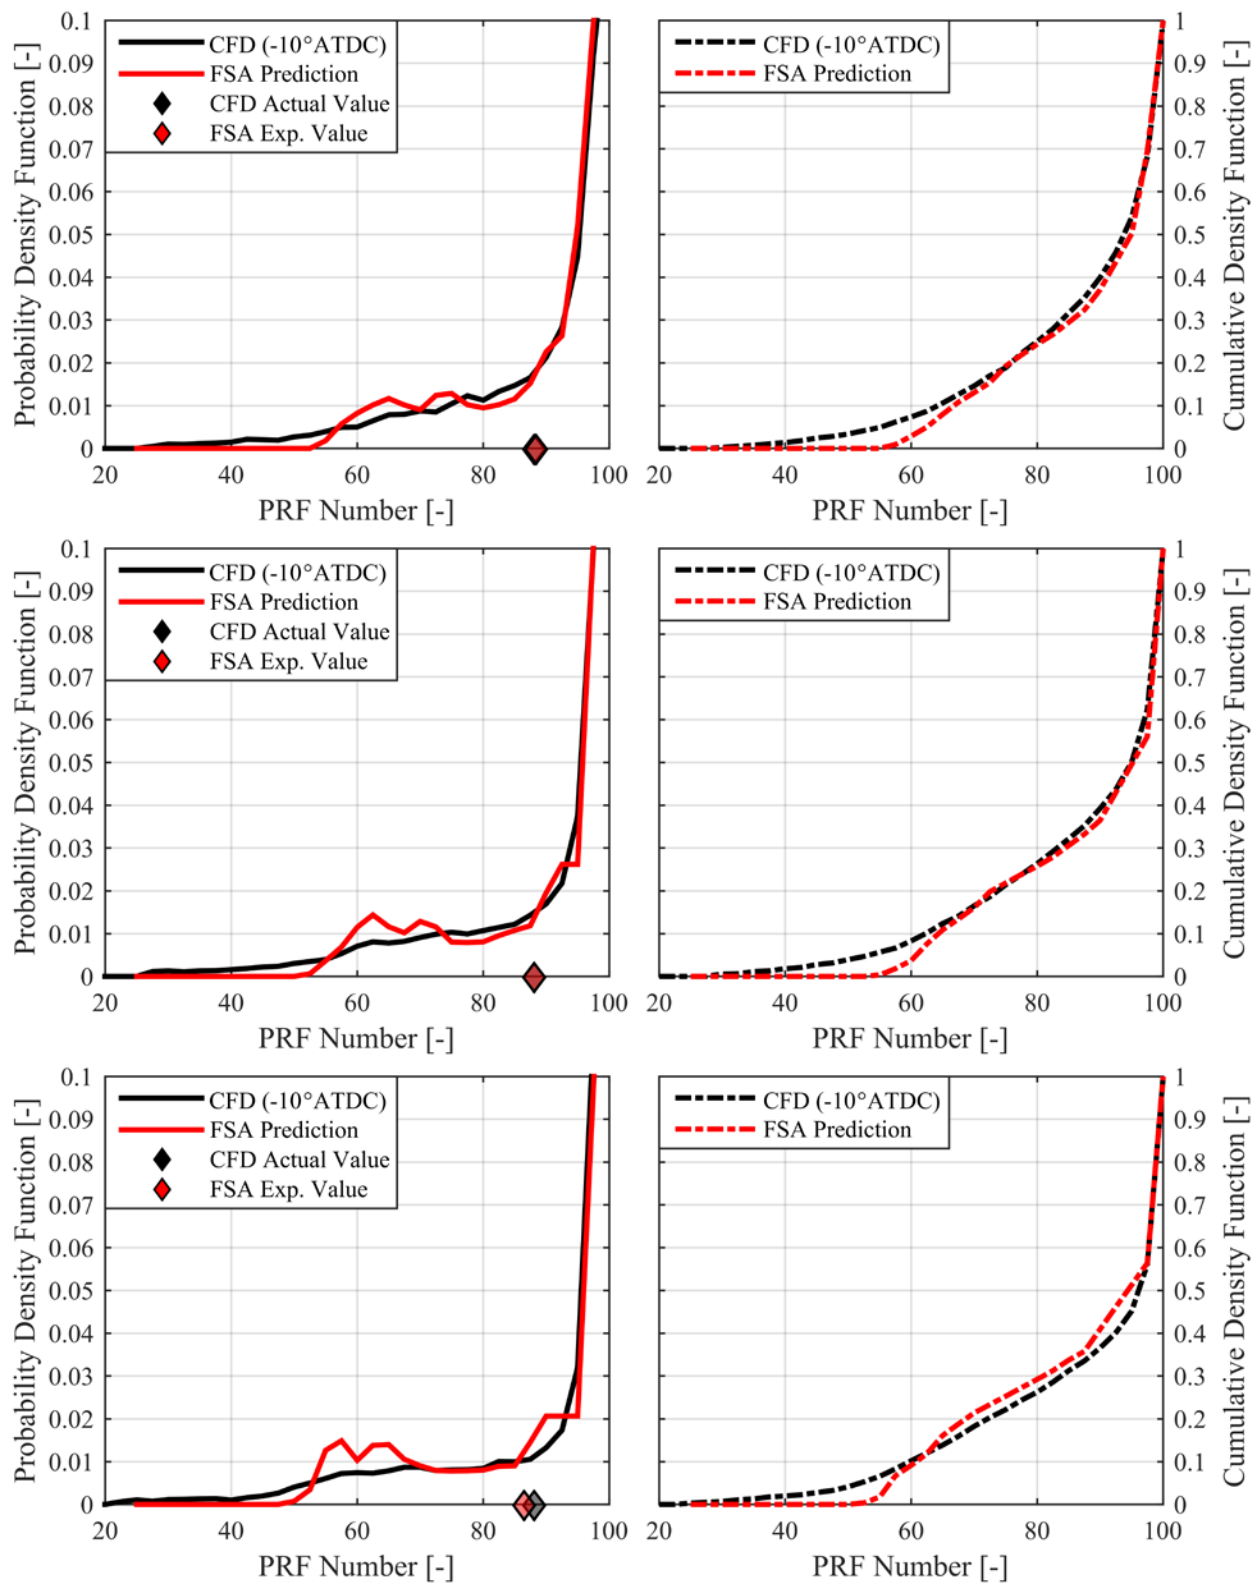 CFD (-10°ATDC)
FSA Prediction
CFD Actual Value
FSA Exp. Value
Probability Density Function [-]
0.1
0.09
0.08
0.07
0.06
0.05
0.04
0.03
0.02
0.01
0
20 40 60 80 100
PRF Number [-]
CFD (-10°ATDC)
FSA Prediction
Cumulative Density Function [-]
1
0.9
0.8
0.7
0.6
0.5
0.4
0.3
0.2
0.1
0
20 40 60 80 100
PRF Number [-]
CFD (-10°ATDC)
FSA Prediction
CFD Actual Value
FSA Exp. Value
Probability Density Function [-]
0.1
0.09
0.08
0.07
0.06
0.05
0.04
0.03
0.02
0.01
0
20 40 60 80 100
PRF Number [-]
CFD (-10°ATDC)
FSA Prediction
Cumulative Density Function [-]
1
0.9
0.8
0.7
0.6
0.5
0.4
0.3
0.2
0.1
0
20 40 60 80 100
PRF Number [-]
CFD (-10°ATDC)
FSA Prediction
CFD Actual Value
FSA Exp. Value
Probability Density Function [-]
0.1
0.09
0.08
0.07
0.06
0.05
0.04
0.03
0.02
0.01
0
20 40 60 80 100
PRF Number [-]
CFD (-10°ATDC)
FSA Prediction
Cumulative Density Function [-]
1
0.9
0.8
0.7
0.6
0.5
0.4
0.3
0.2
0.1
0
20 40 60 80 100
PRF Number [-]